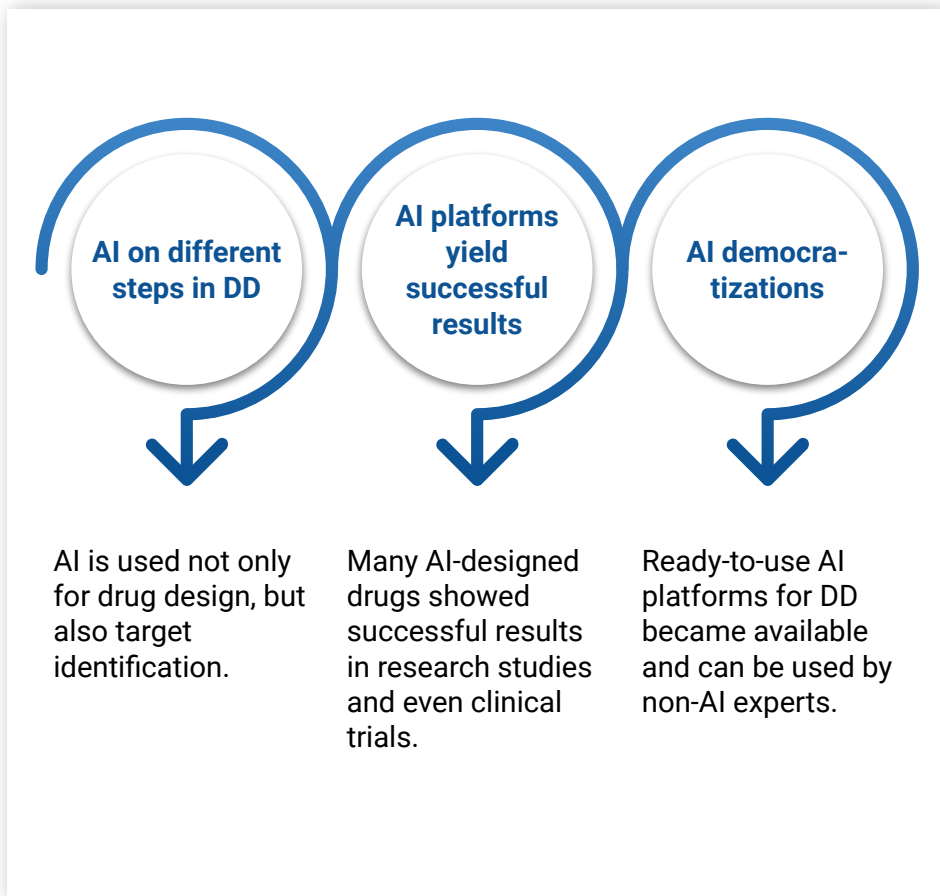 AI on different
steps in DD
AI platforms
yield
successful
results
AI democra-
tizations
AI is used not only
for drug design, but
also target
identification.
Many AI-designed
drugs showed
successful results
in research studies
and even clinical
trials.
Ready-to-use AI
platforms for DD
became available
and can be used by
non-AI experts.